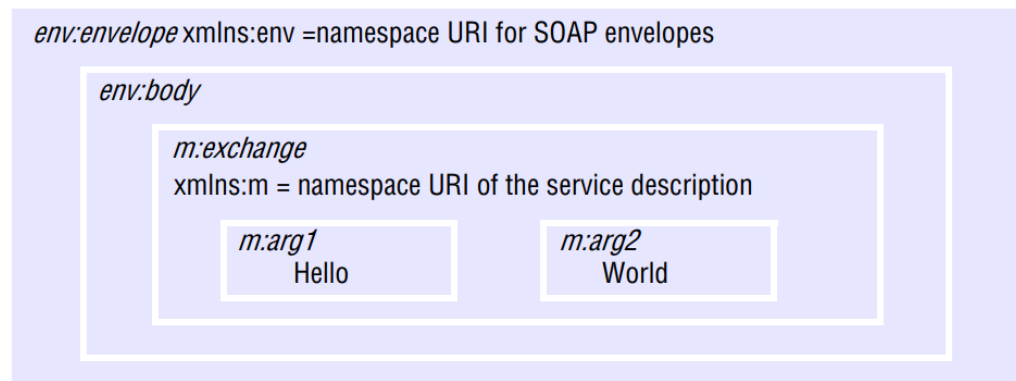 env:envelope xmlns:env =namespace URI for SOAP envelopes
env:body
m:exchange
xmlns:m = namespace URI of the service description
m:arg1
Hello
m:arg2
World